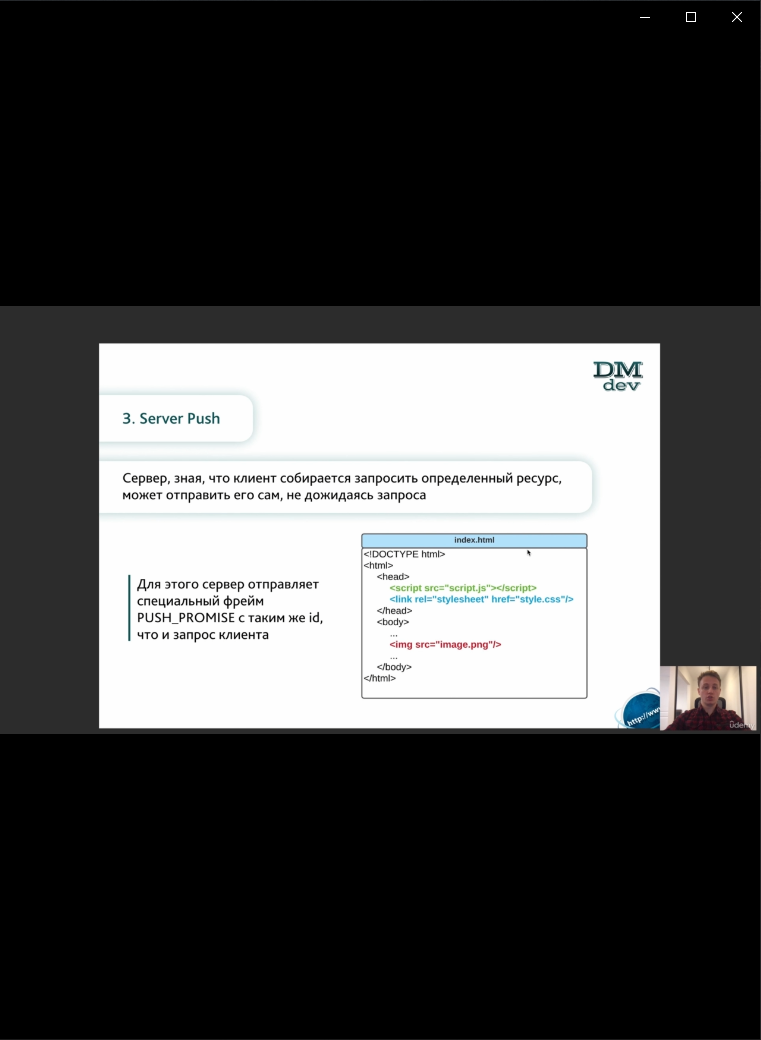 DM
dev
3. Server Push
Сервер, зная, что клиент собирается запросить определенный ресурс,
может отправить его сам, не дожидаясь запроса
Для этого сервер отправляет
специальный фрейм
PUSH_PROMISE с таким же id,
что и запрос клиента
index.html
<!DOCTYPE html>
<html>
<head>
<script src="script.js"></script>
<link rel="stylesheet" href="style.css"/>
</head>
<body>
...
<img src="image.png"/>
...
</body>
</html>
http://ww
ûdemy